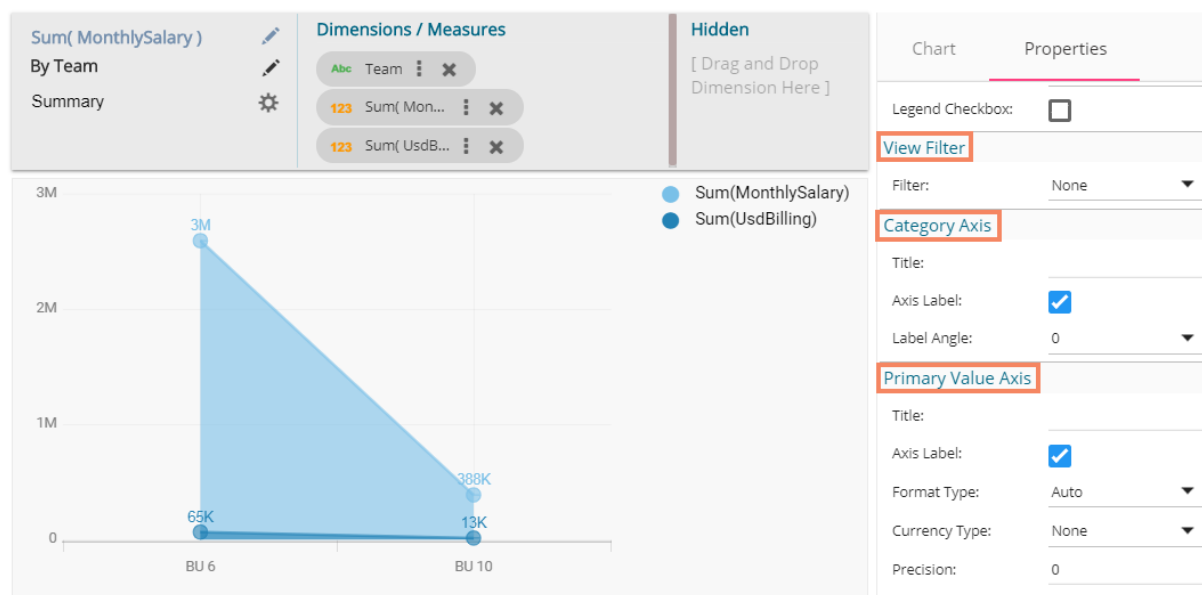 Sum( MonthlySalary )
By Team
Summary
Dimensions / Measures
Abc Team
123 Sum( Mon...
123 Sum( UsdB...
Hidden
[ Drag and Drop
Dimension Here ]
3M
2M
1M
0
3M
388K
65K
13K
BU 6
BU 10
Sum(MonthlySalary)
Sum(UsdBilling)
Chart
Properties
Legend Checkbox:
View Filter
Filter: None
Category Axis
Title:
Axis Label:
Label Angle: 0
Primary Value Axis
Title:
Axis Label:
Format Type: Auto
Currency Type: None
Precision: 0